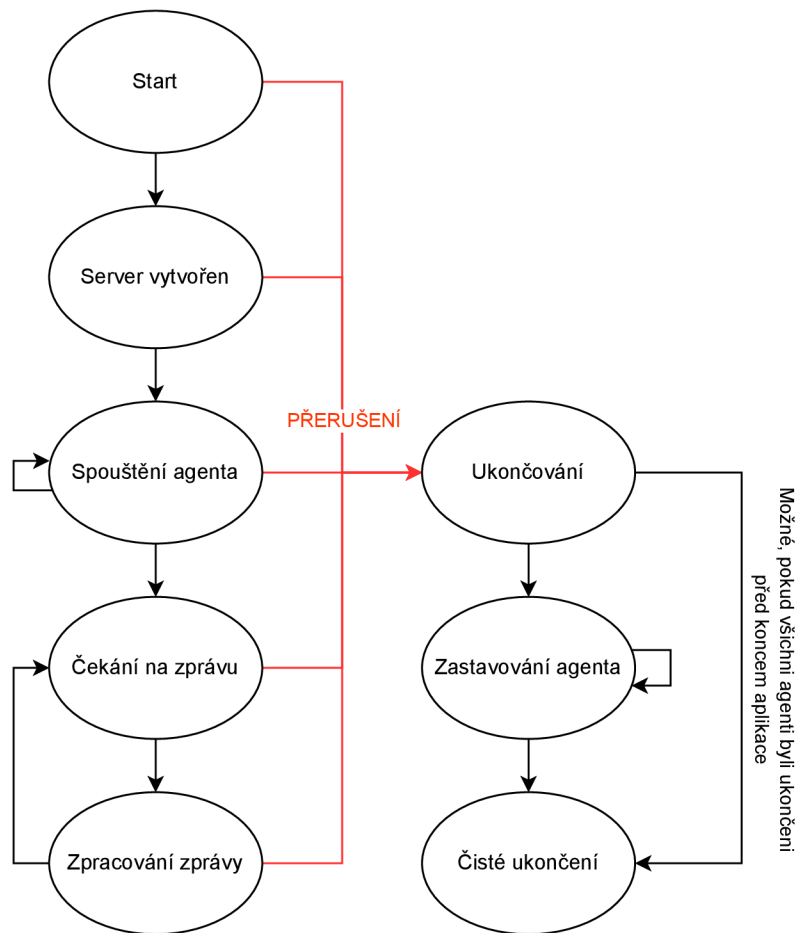 Start
Server vytvořen
PŘERUŠENÍ
Spouštění agenta
Ukončování
Možné, pokud všichni agenti byli ukončeni
před koncem aplikace
Čekání na zprávu
Zastavování agenta
Zpracování zprávy
Čisté ukončení